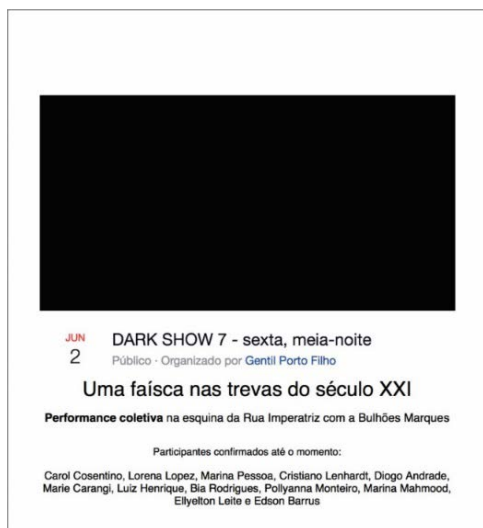 JUN
2
DARK SHOW 7 - sexta, meia-noite
Público · Organizado por Gentil Porto Filho
Uma faísca nas trevas do século XXI
Performance coletiva na esquina da Rua Imperatriz com a Bulhões Marques
Participantes confirmados até o momento:
Carol Cosentino, Lorena Lopez, Marina Pessoa, Cristiano Lenhardt, Diogo Andrade,
Marie Carangi, Luiz Henrique, Bia Rodrigues, Pollyanna Monteiro, Marina Mahmood,
Ellyelton Leite e Edson Barrus